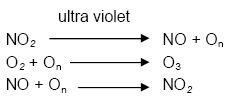 ultra violet
NO₂ → NO + Oₙ
O₂ + Oₙ → O₃
NO + Oₙ → NO₂